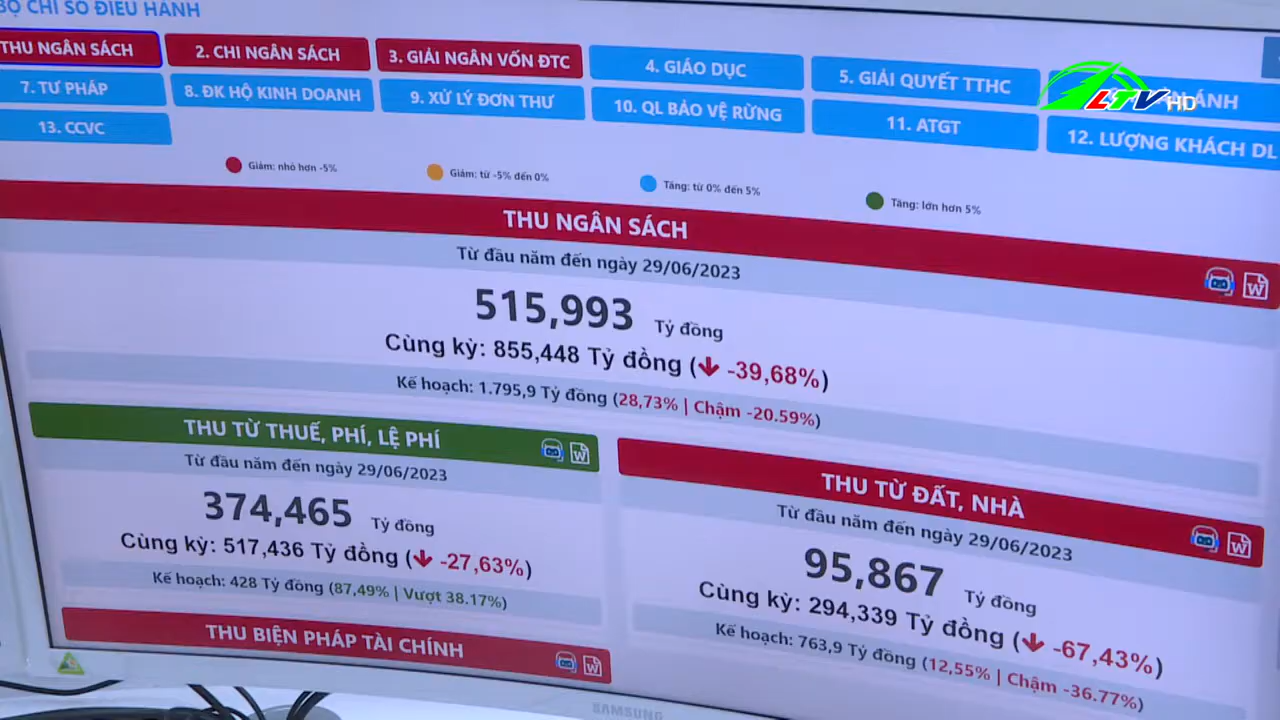 BỘ CHỈ SỐ ĐIỀU HÀNH
THU NGÂN SÁCH
2. CHI NGÂN SÁCH
3. GIẢI NGÂN VỐN ĐTC
4. GIÁO DỤC
5. GIẢI QUYẾT TTHC
ÁNH
7. TƯ PHÁP
8. ĐK HỘ KINH DOANH
9. XỬ LÝ ĐƠN THƯ
10. QL BẢO VỆ RỪNG
11. ATGT
12. LƯỢNG KHÁCH DL
13. CCVC
LTV HD
Giảm: nhỏ hơn -5%
Giảm: từ -5% đến 0%
Tăng: từ 0% đến 5%
Tăng: lớn hơn 5%
THU NGÂN SÁCH
Từ đầu năm đến ngày 29/06/2023
515,993 Tỷ đồng
Cùng kỳ: 855,448 Tỷ đồng (↓ -39,68%)
Kế hoạch: 1.795,9 Tỷ đồng (28,73% | Chậm -20.59%)
THU TỪ THUẾ, PHÍ, LỆ PHÍ
Từ đầu năm đến ngày 29/06/2023
374,465 Tỷ đồng
Cùng kỳ: 517,436 Tỷ đồng (↓ -27,63%)
Kế hoạch: 428 Tỷ đồng (87,49% | Vượt 38.17%)
THU TỪ ĐẤT, NHÀ
Từ đầu năm đến ngày 29/06/2023
95,867 Tỷ đồng
Cùng kỳ: 294,339 Tỷ đồng (↓ -67,43%)
Kế hoạch: 763,9 Tỷ đồng (12,55% | Chậm -36.77%)
THU BIỆN PHÁP TÀI CHÍNH
SAMSUNG